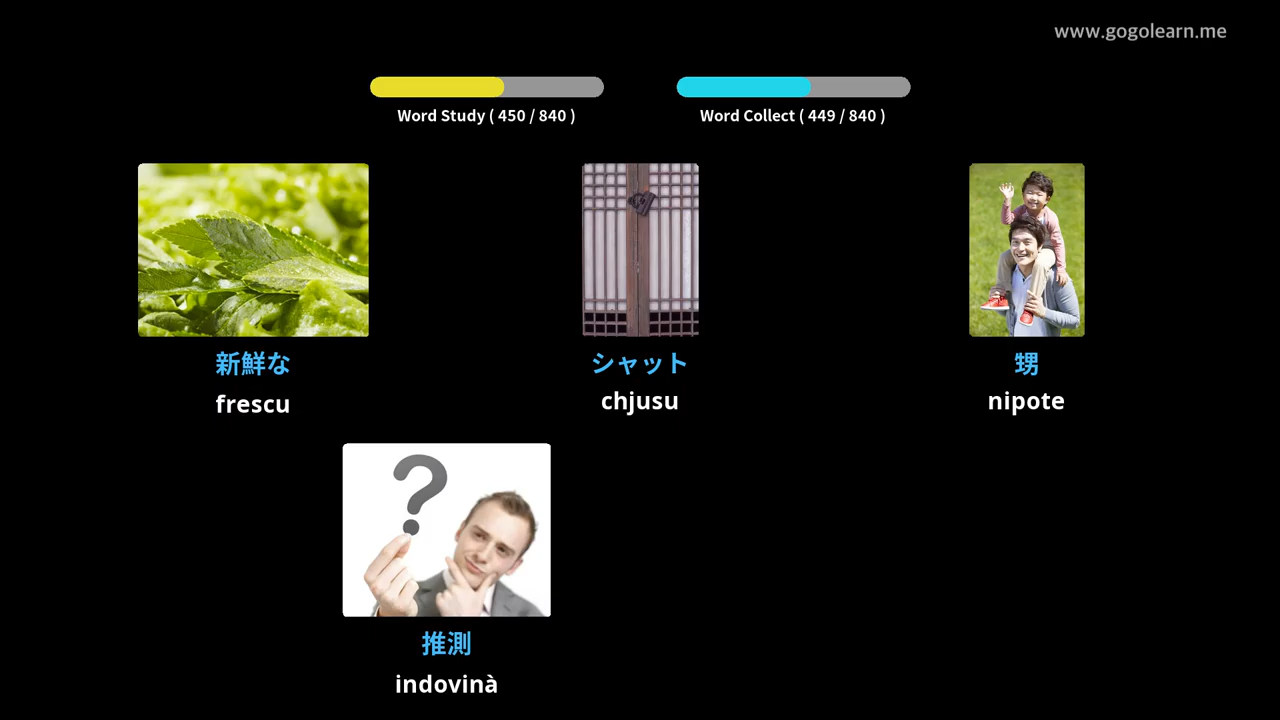 www.gogolearn.me
Word Study ( 450 / 840 )
Word Collect ( 449 / 840 )
新鮮な
frescu
シャット
chjusu
甥
nipote
推測
indovinà